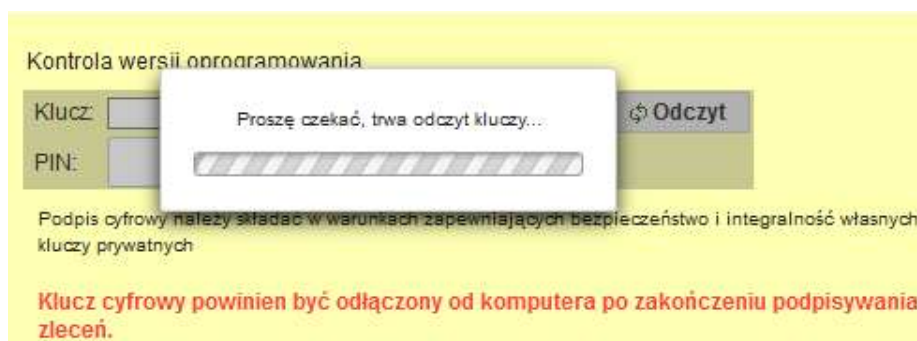 Kontrola wersji oprogramowania
Klucz:
Proszę czekać, trwa odczyt kluczy...
Odczyt
PIN:
Podpis cyfrowy należy składać w warunkach zapewniających bezpieczeństwo i integralność własnych
kluczy prywatnych
Klucz cyfrowy powinien być odłączony od komputera po zakończeniu podpisywania
zleceń.